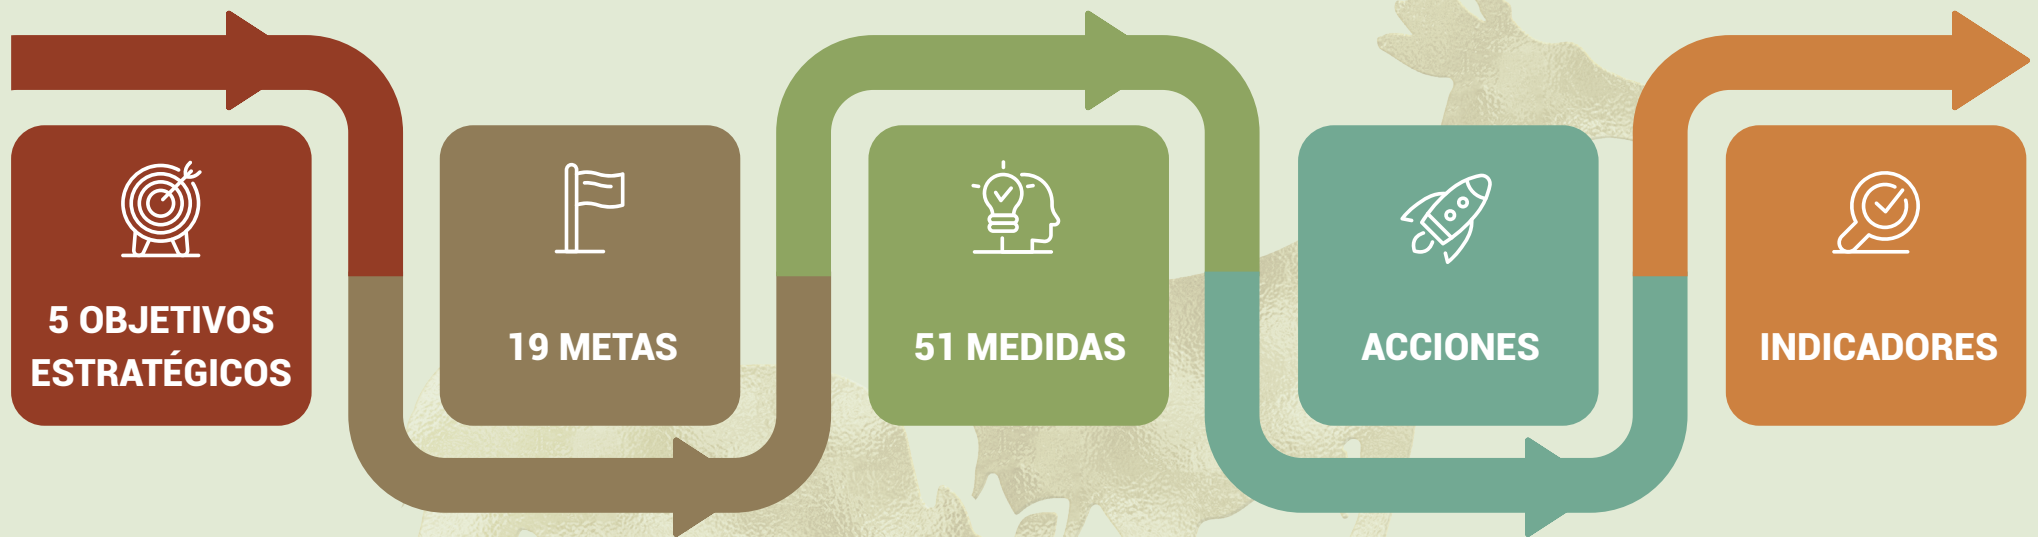 5 OBJETIVOS
ESTRATÉGICOS
19 METAS
51 MEDIDAS
ACCIONES
INDICADORES